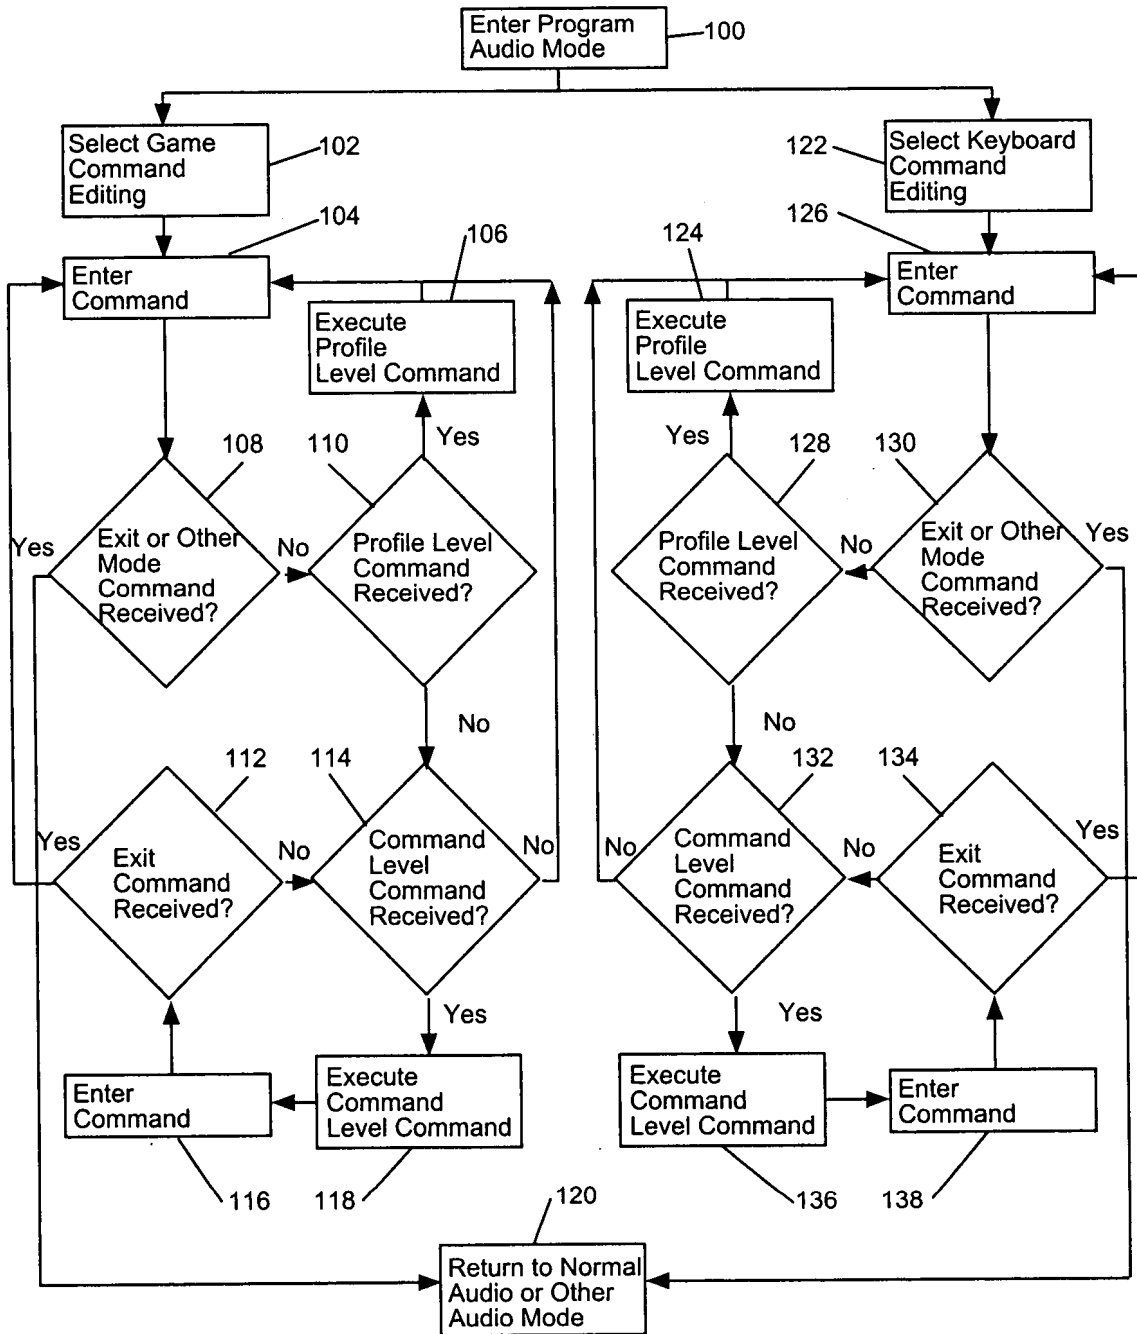 Enter Program
Audio Mode
100
Select Game
Command
Editing
102
122
Select Keyboard
Command
Editing
104
126
106
124
Enter
Command
Enter
Command
Execute
Profile
Level Command
Execute
Profile
Level Command
Yes
Yes
108
110
128
130
Yes
Exit or Other
Mode
Command
Received?
No
Profile Level
Command
Received?
Profile Level
Command
Received?
No
Exit or Other
Mode
Command
Received?
Yes
No
No
112
114
132
134
Yes
Exit
Command
Received?
No
Command
Level
Command
Received?
No
No
Command
Level
Command
Received?
No
Exit
Command
Received?
Yes
Yes
Yes
Enter
Command
Execute
Command
Level Command
Execute
Command
Level Command
Enter
Command
116
118
120
136
138
Return to Normal
Audio or Other
Audio Mode